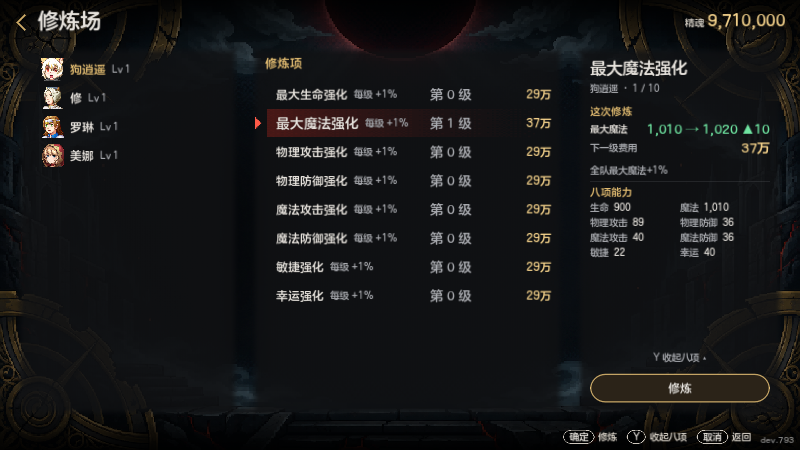 修炼场
精魂 9,710,000
狗逍遥 Lv 1
修 Lv 1
罗琳 Lv 1
美娜 Lv 1
修炼项
最大生命强化 每级 +1% 第 0 级 29万
最大魔法强化 每级 +1% 第 1 级 37万
物理攻击强化 每级 +1% 第 0 级 29万
物理防御强化 每级 +1% 第 0 级 29万
魔法攻击强化 每级 +1% 第 0 级 29万
魔法防御强化 每级 +1% 第 0 级 29万
敏捷强化 每级 +1% 第 0 级 29万
幸运强化 每级 +1% 第 0 级 29万
最大魔法强化
狗逍遥 · 1 / 10
这次修炼
最大魔法 1,010 → 1,020 ▲10
下一级费用 37万
全队最大魔法+1%
八项能力
生命 900 魔法 1,010
物理攻击 89 物理防御 36
魔法攻击 40 魔法防御 36
敏捷 22 幸运 40
Y 收起八项 ▴
修炼
确定 修炼 Y 收起八项 取消 返回
dev.793